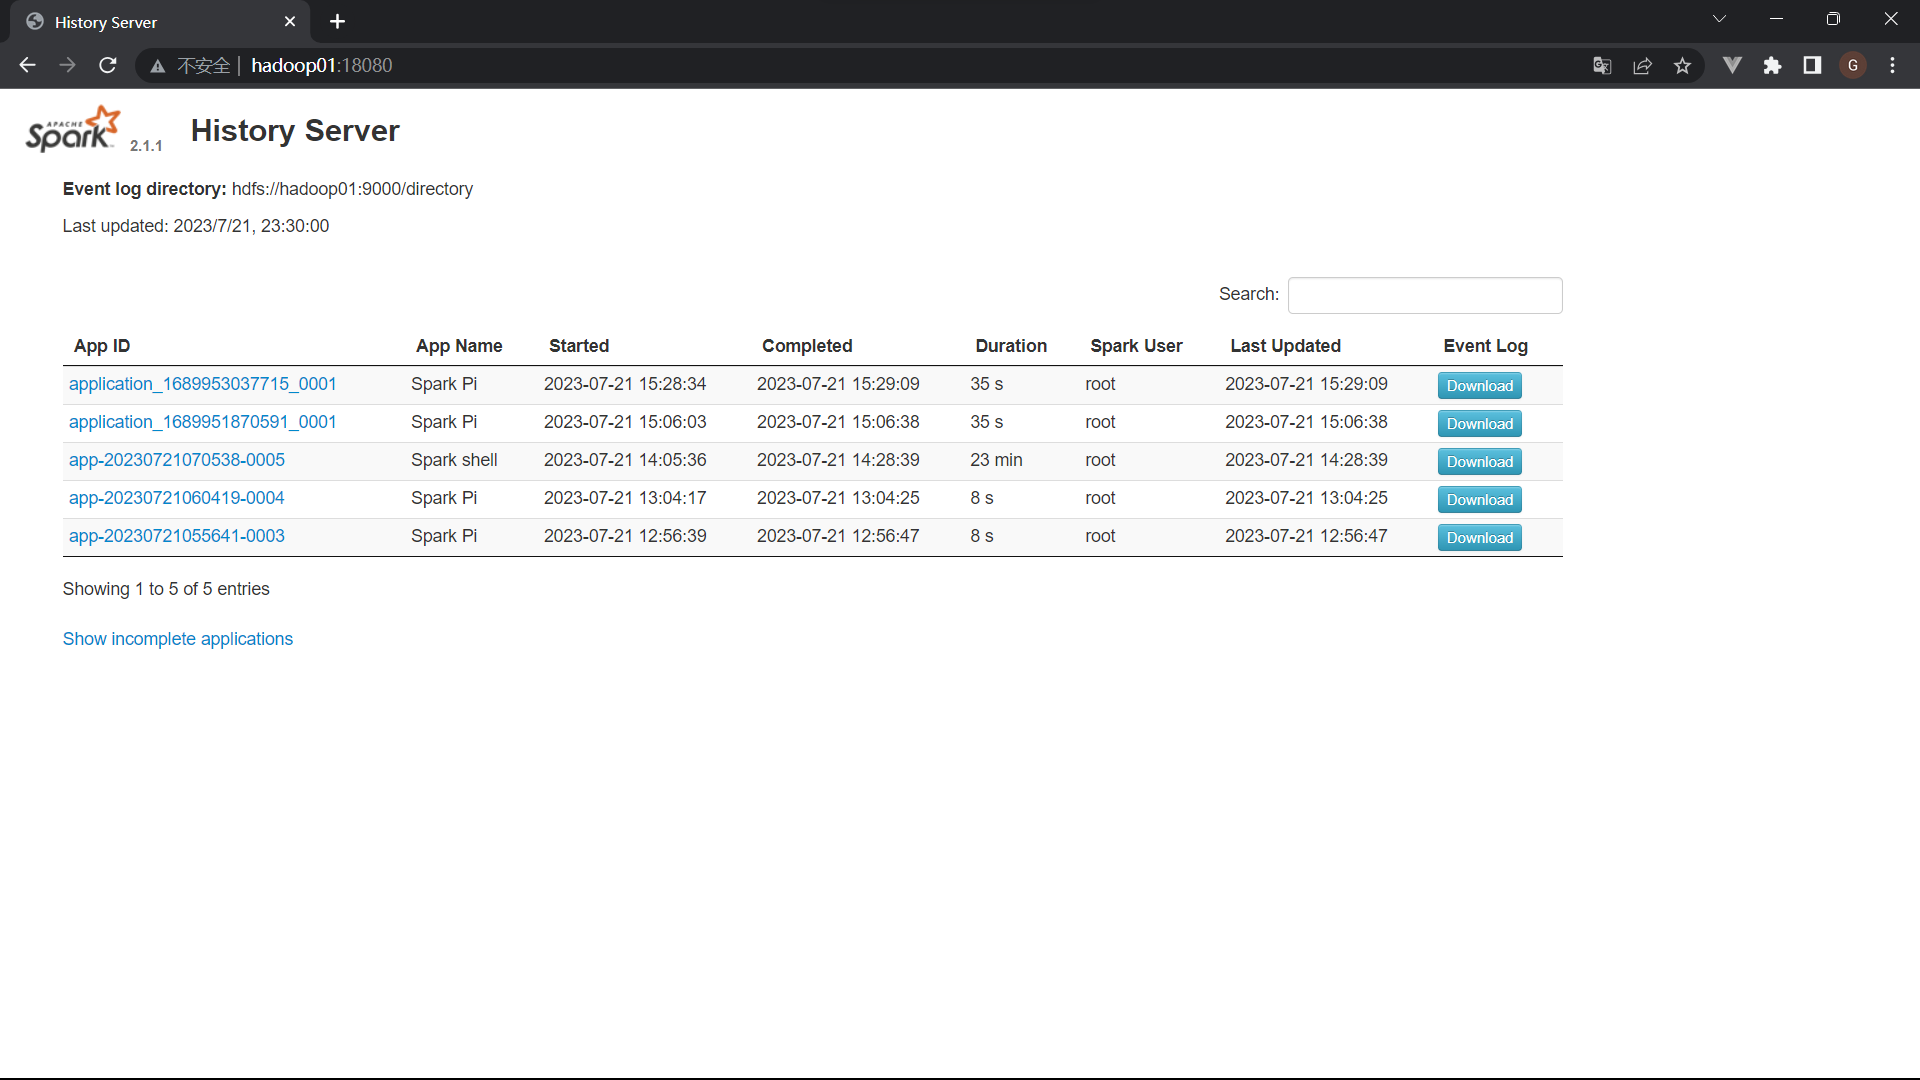 History Server
不安全 hadoop01:18080
APACHE Spark 2.1.1 History Server
Event log directory: hdfs://hadoop01:9000/directory
Last updated: 2023/7/21, 23:30:00
Search:
App ID App Name Started Completed Duration Spark User Last Updated Event Log
application_1689953037715_0001 Spark Pi 2023-07-21 15:28:34 2023-07-21 15:29:09 35 s root 2023-07-21 15:29:09 Download
application_1689951870591_0001 Spark Pi 2023-07-21 15:06:03 2023-07-21 15:06:38 35 s root 2023-07-21 15:06:38 Download
app-20230721070538-0005 Spark shell 2023-07-21 14:05:36 2023-07-21 14:28:39 23 min root 2023-07-21 14:28:39 Download
app-20230721060419-0004 Spark Pi 2023-07-21 13:04:17 2023-07-21 13:04:25 8 s root 2023-07-21 13:04:25 Download
app-20230721055641-0003 Spark Pi 2023-07-21 12:56:39 2023-07-21 12:56:47 8 s root 2023-07-21 12:56:47 Download
Showing 1 to 5 of 5 entries
Show incomplete applications